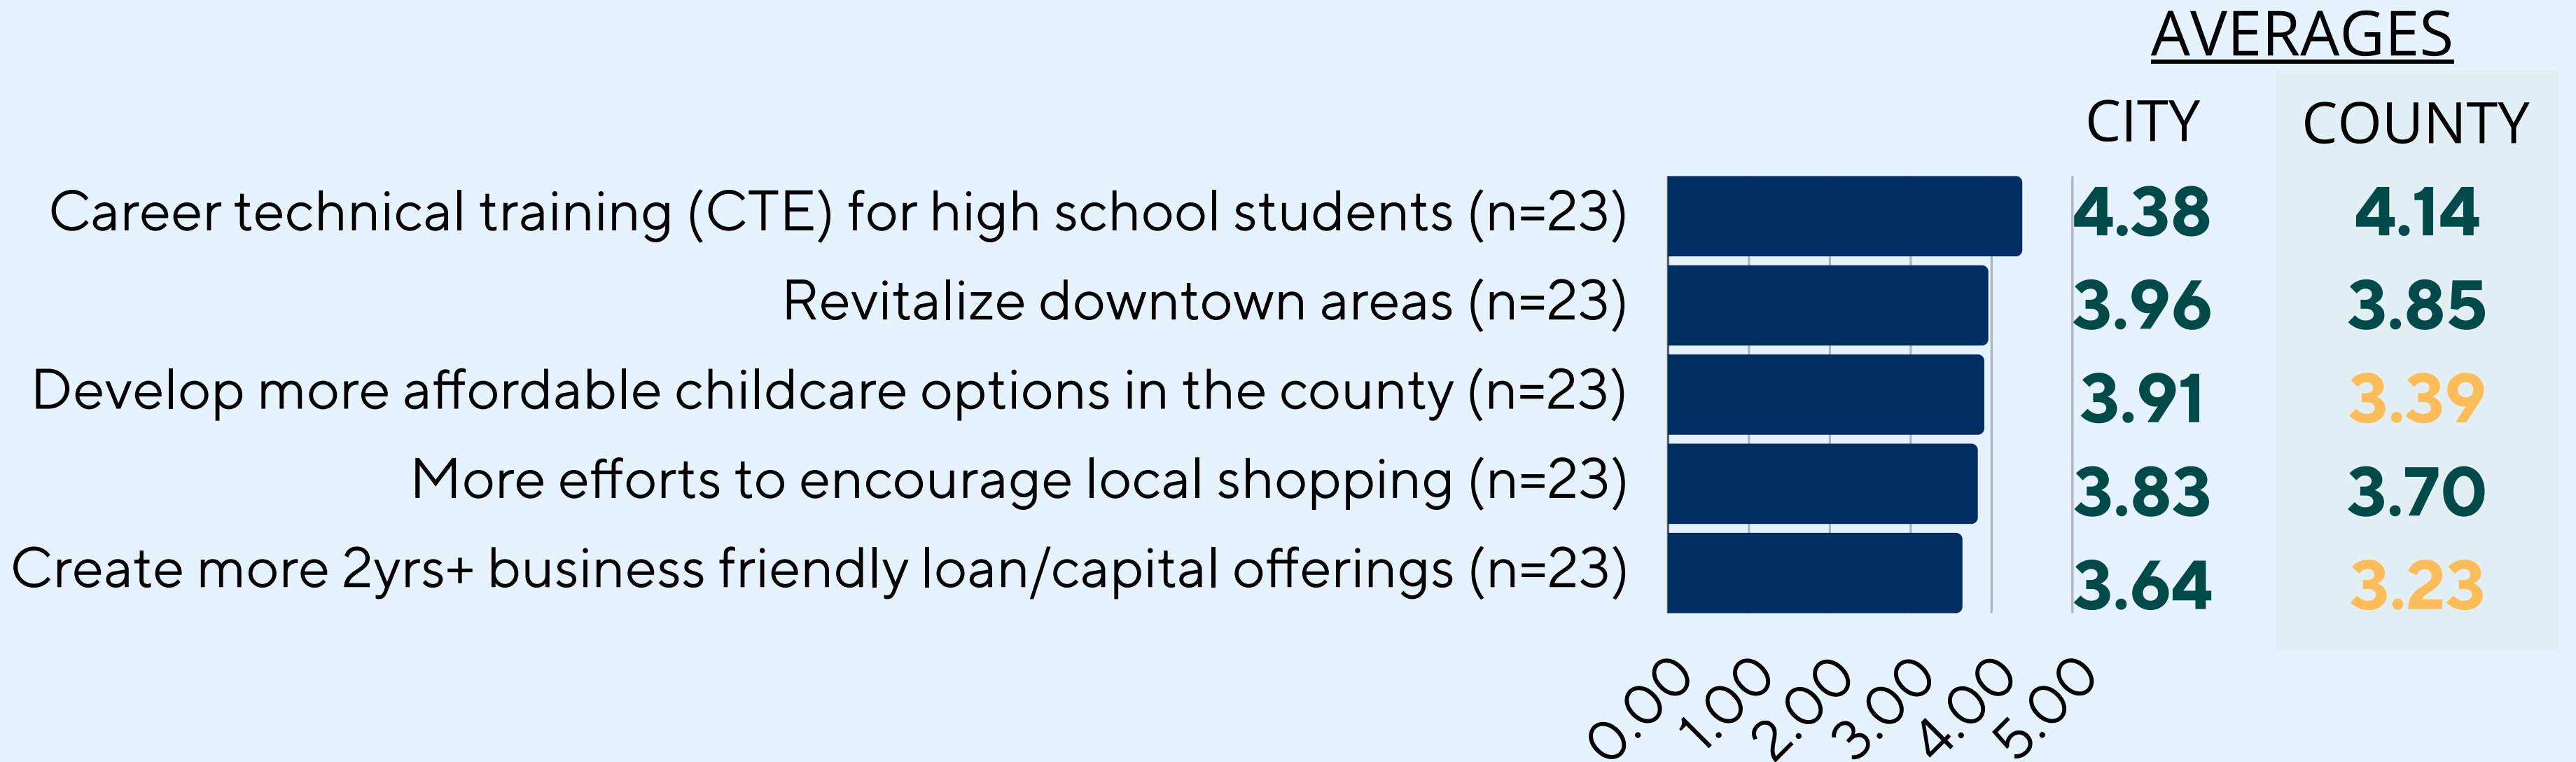 AVERAGES
CITY COUNTY
Career technical training (CTE) for high school students (n=23) 4.38 4.14
Revitalize downtown areas (n=23) 3.96 3.85
Develop more affordable childcare options in the county (n=23) 3.91 3.39
More efforts to encourage local shopping (n=23) 3.83 3.70
Create more 2yrs+ business friendly loan/capital offerings (n=23) 3.64 3.23
0.00 1.00 2.00 3.00 4.00 5.00